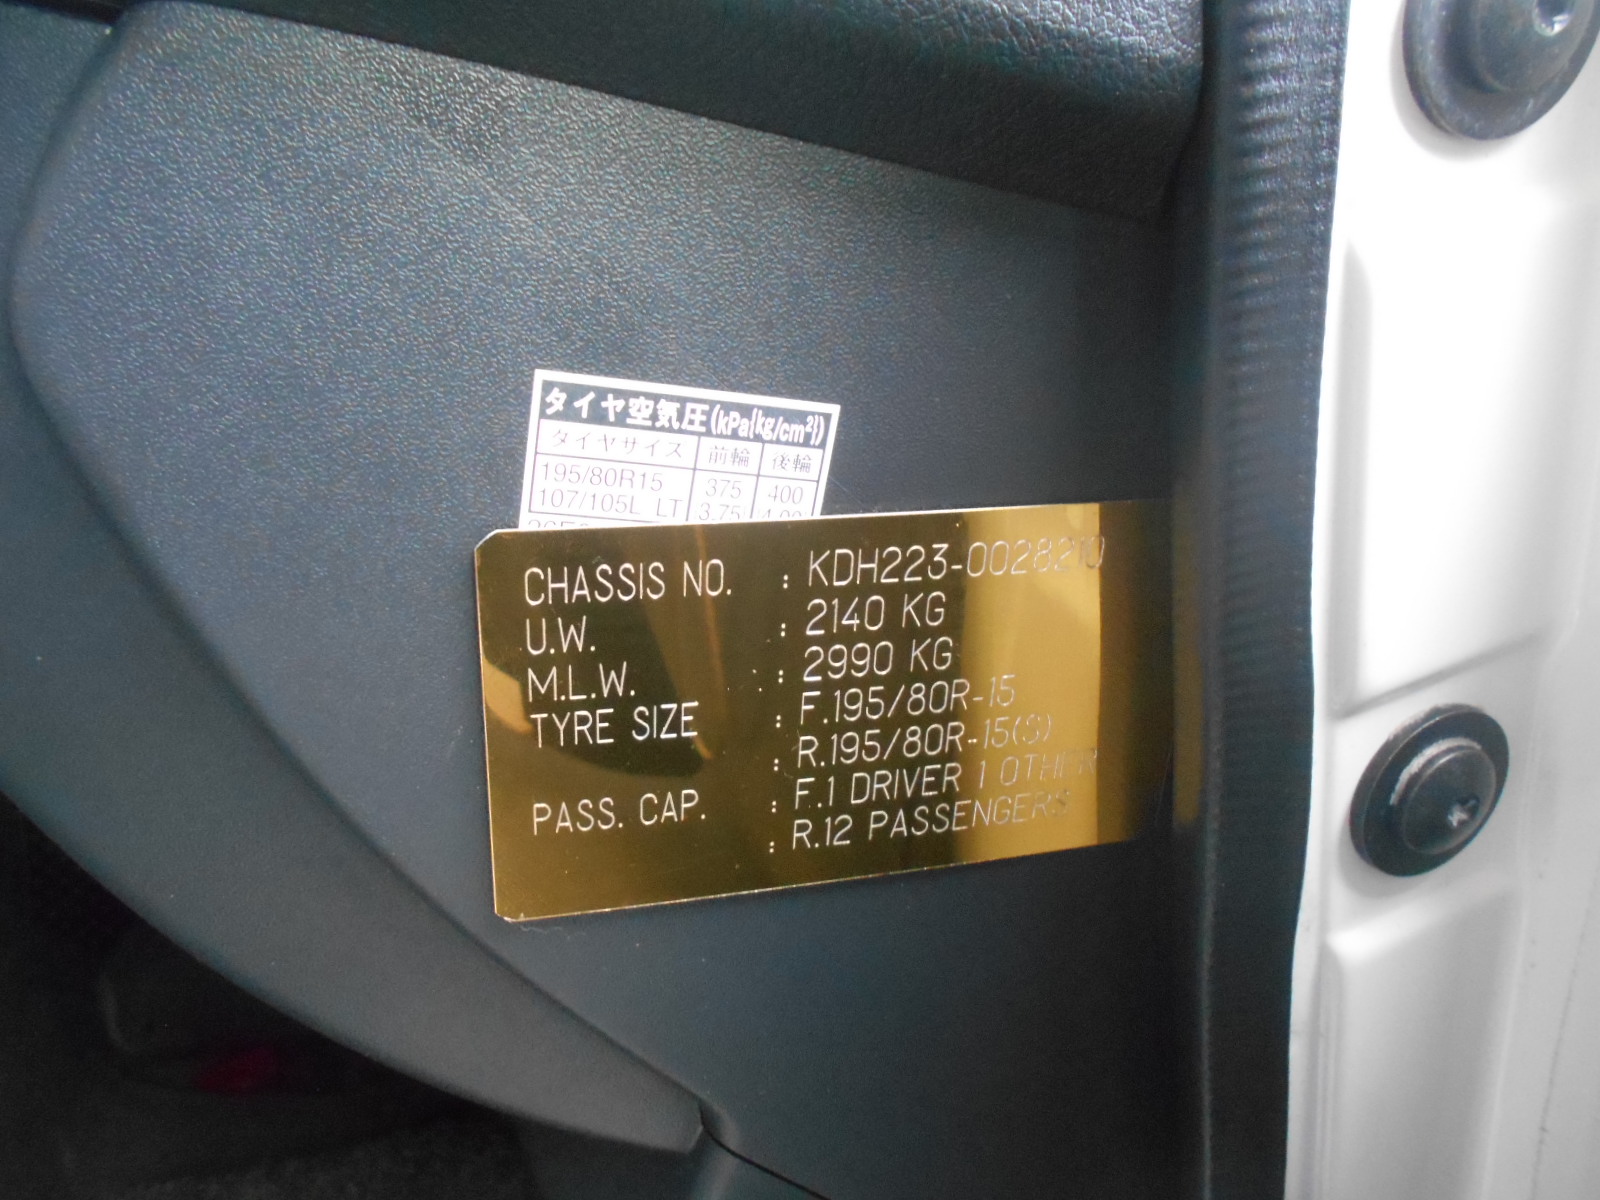 タイヤ空気圧(kPa{kg/cm²})
タイヤサイズ 前輪 後輪
195/80R15 375 400
107/105L LT 3.75 4.00
CHASSIS NO. : KDH223-0028210
U.W. : 2140 KG
M.L.W. : 2990 KG
TYRE SIZE : F.195/80R-15
: R.195/80R-15(S)
PASS. CAP. : F.1 DRIVER 1 OTHER
: R.12 PASSENGERS